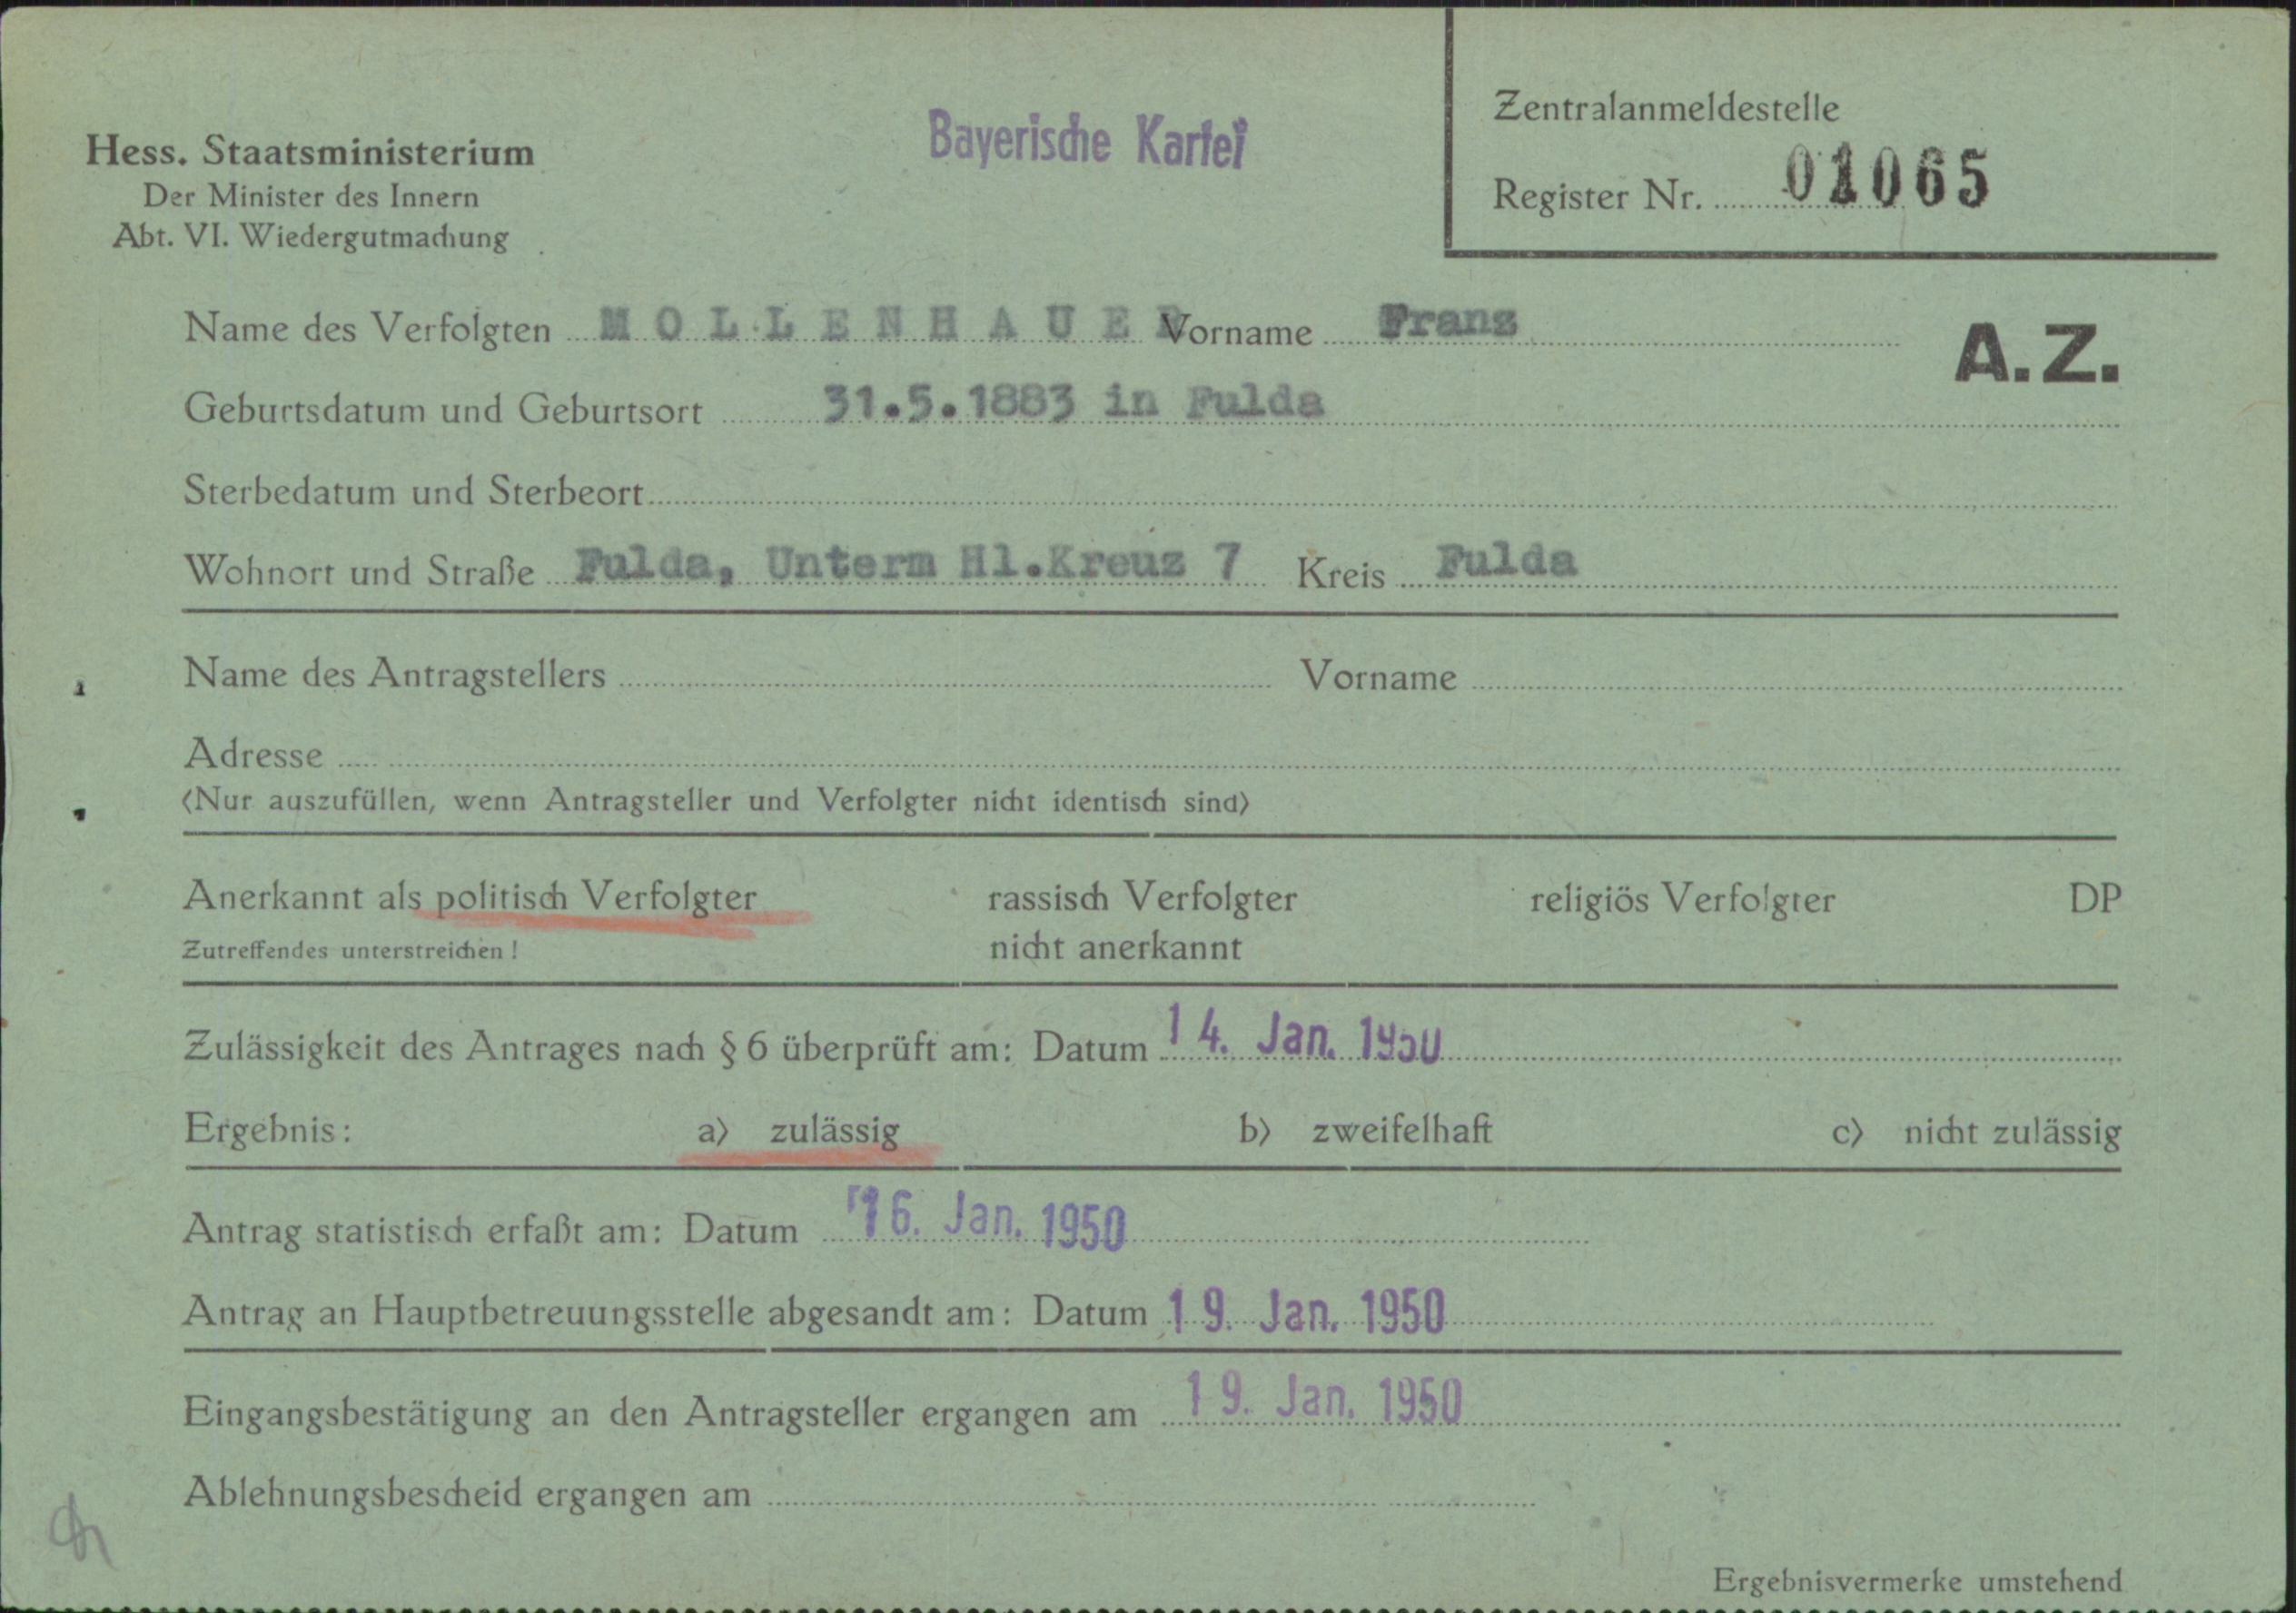 Hess. Staatsministerium
Der Minister des Innern
Abt. VI. Wiedergutmachung
Bayerische Kartei
Zentralanmeldestelle
Register Nr. 01065
Name des Verfolgten MOLLENHAUER Vorname Franz
A.Z.
Geburtsdatum und Geburtsort 31.5.1883 in Fulda
Sterbedatum und Sterbeort
Wohnort und Straße Fulda, Unterm Hl.Kreuz 7 Kreis Fulda
Name des Antragstellers Vorname
Adresse
(Nur auszufüllen, wenn Antragsteller und Verfolgter nicht identisch sind)
Anerkannt als politisch Verfolgter rassisch Verfolgter religiös Verfolgter DP
Zutreffendes unterstreichen! nicht anerkannt
Zulässigkeit des Antrages nach § 6 überprüft am: Datum 14. Jan. 1950
Ergebnis: a) zulässig b) zweifelhaft c) nicht zulässig
Antrag statistisch erfaßt am: Datum 16. Jan. 1950
Antrag an Hauptbetreuungsstelle abgesandt am: Datum 19. Jan. 1950
Eingangsbestätigung an den Antragsteller ergangen am 19. Jan. 1950
Ablehnungsbescheid ergangen am
Ergebnisvermerke umstehend